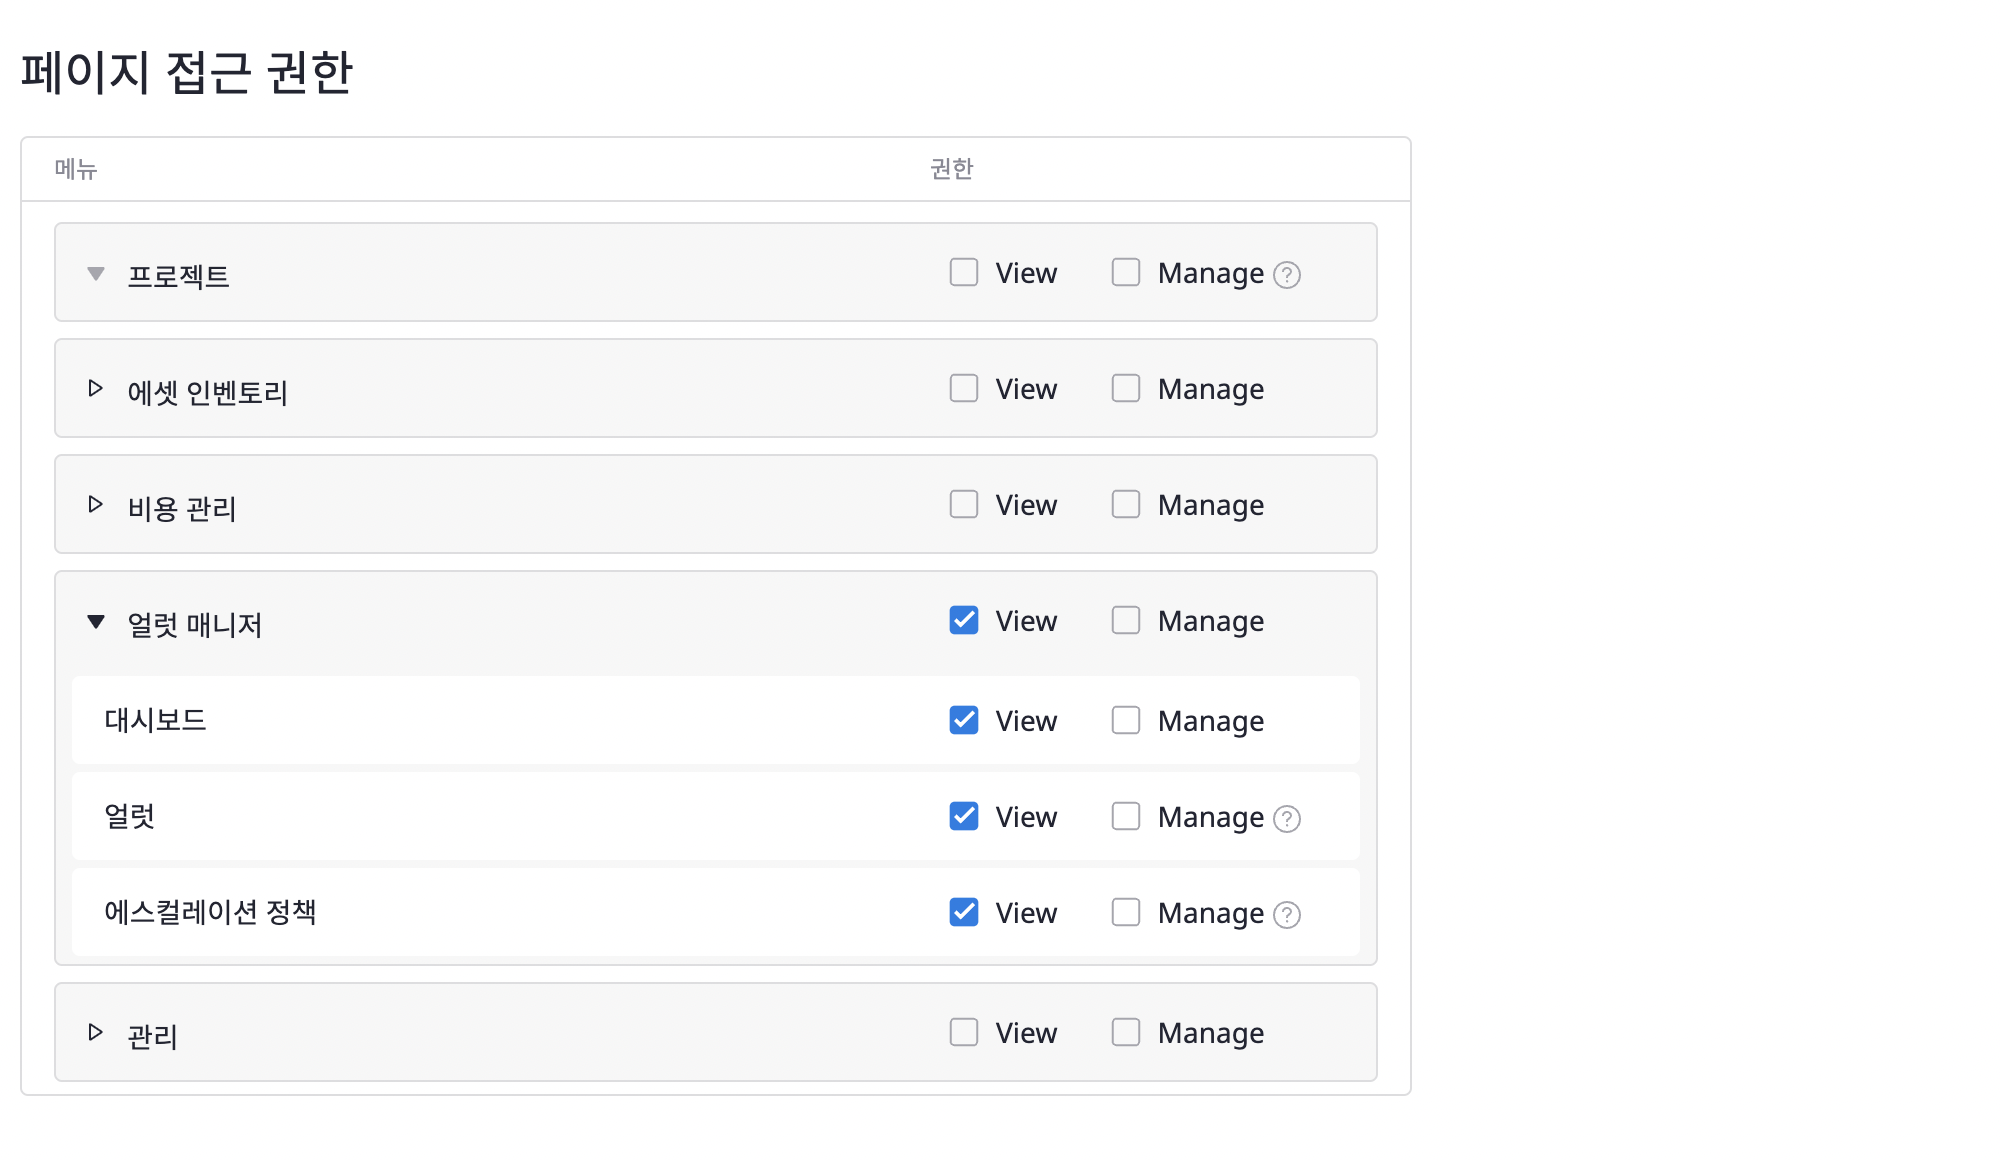 페이지 접근 권한
메뉴 권한
프로젝트 View Manage ?
에셋 인벤토리 View Manage
비용 관리 View Manage
얼럿 매니저 View Manage
대시보드 View Manage
얼럿 View Manage ?
에스컬레이션 정책 View Manage ?
관리 View Manage